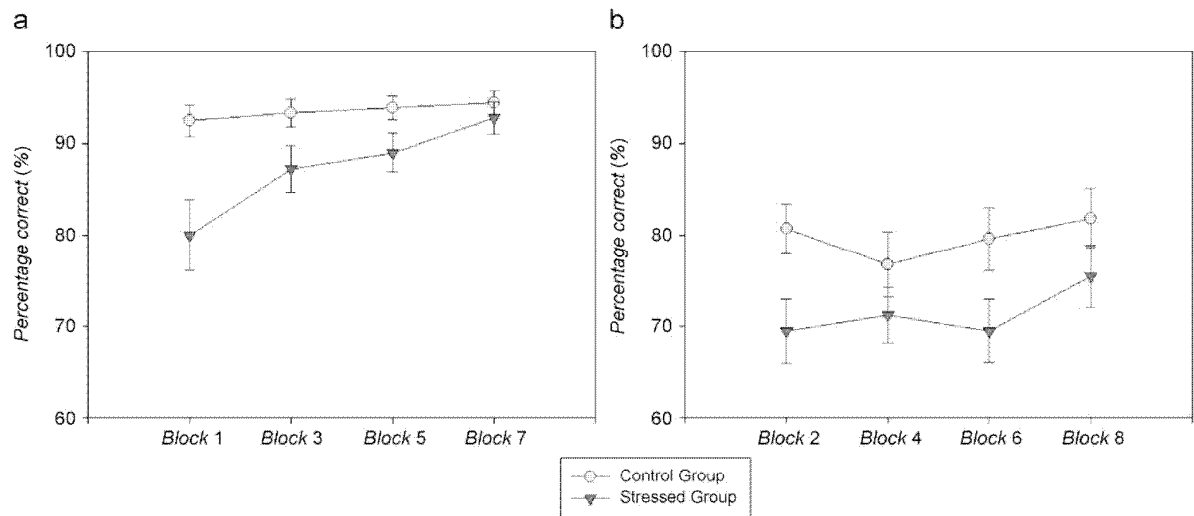 a
100
90
80
70
60
Percentage correct (%)
Block 1 Block 3 Block 5 Block 7
b
100
90
80
70
60
Percentage correct (%)
Block 2 Block 4 Block 6 Block 8
Control Group
Stressed Group